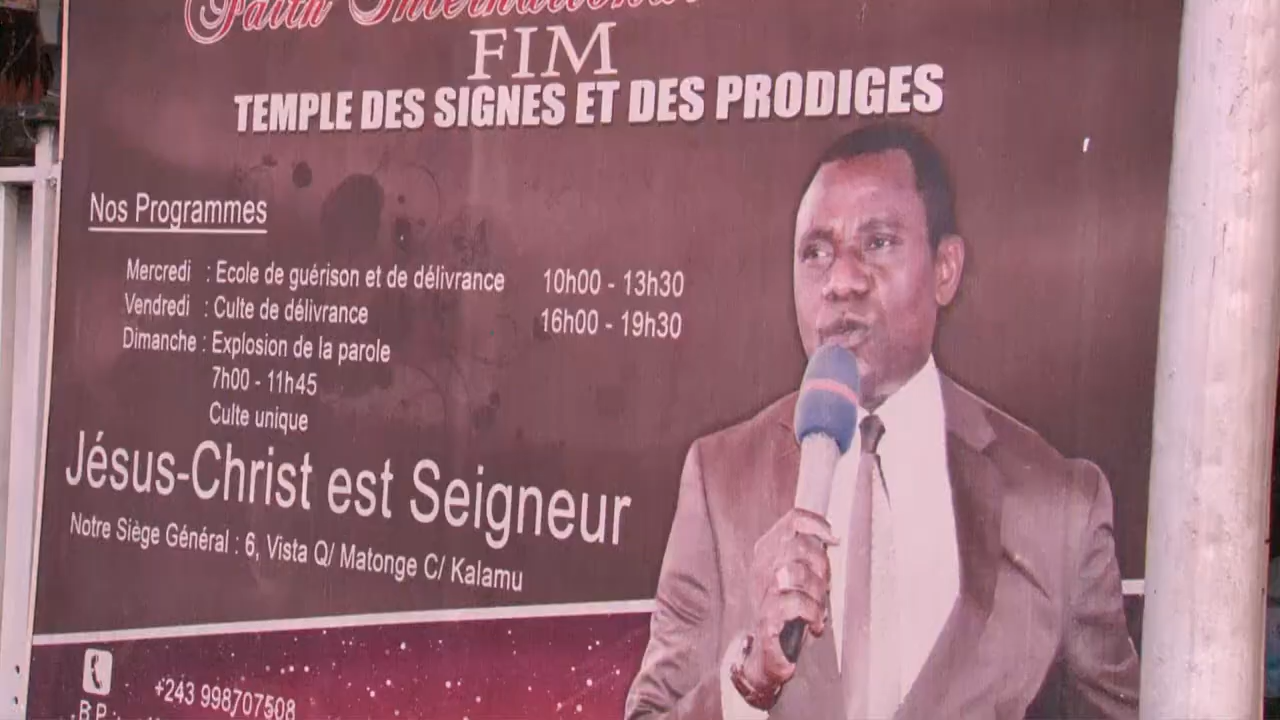 Faith International
FIM
TEMPLE DES SIGNES ET DES PRODIGES
Nos Programmes
Mercredi : Ecole de guérison et de délivrance 10h00 - 13h30
Vendredi : Culte de délivrance 16h00 - 19h30
Dimanche : Explosion de la parole
7h00 - 11h45
Culte unique
Jésus-Christ est Seigneur
Notre Siège Général : 6, Vista Q/ Matonge C/ Kalamu
+243 998707508
B.P.: